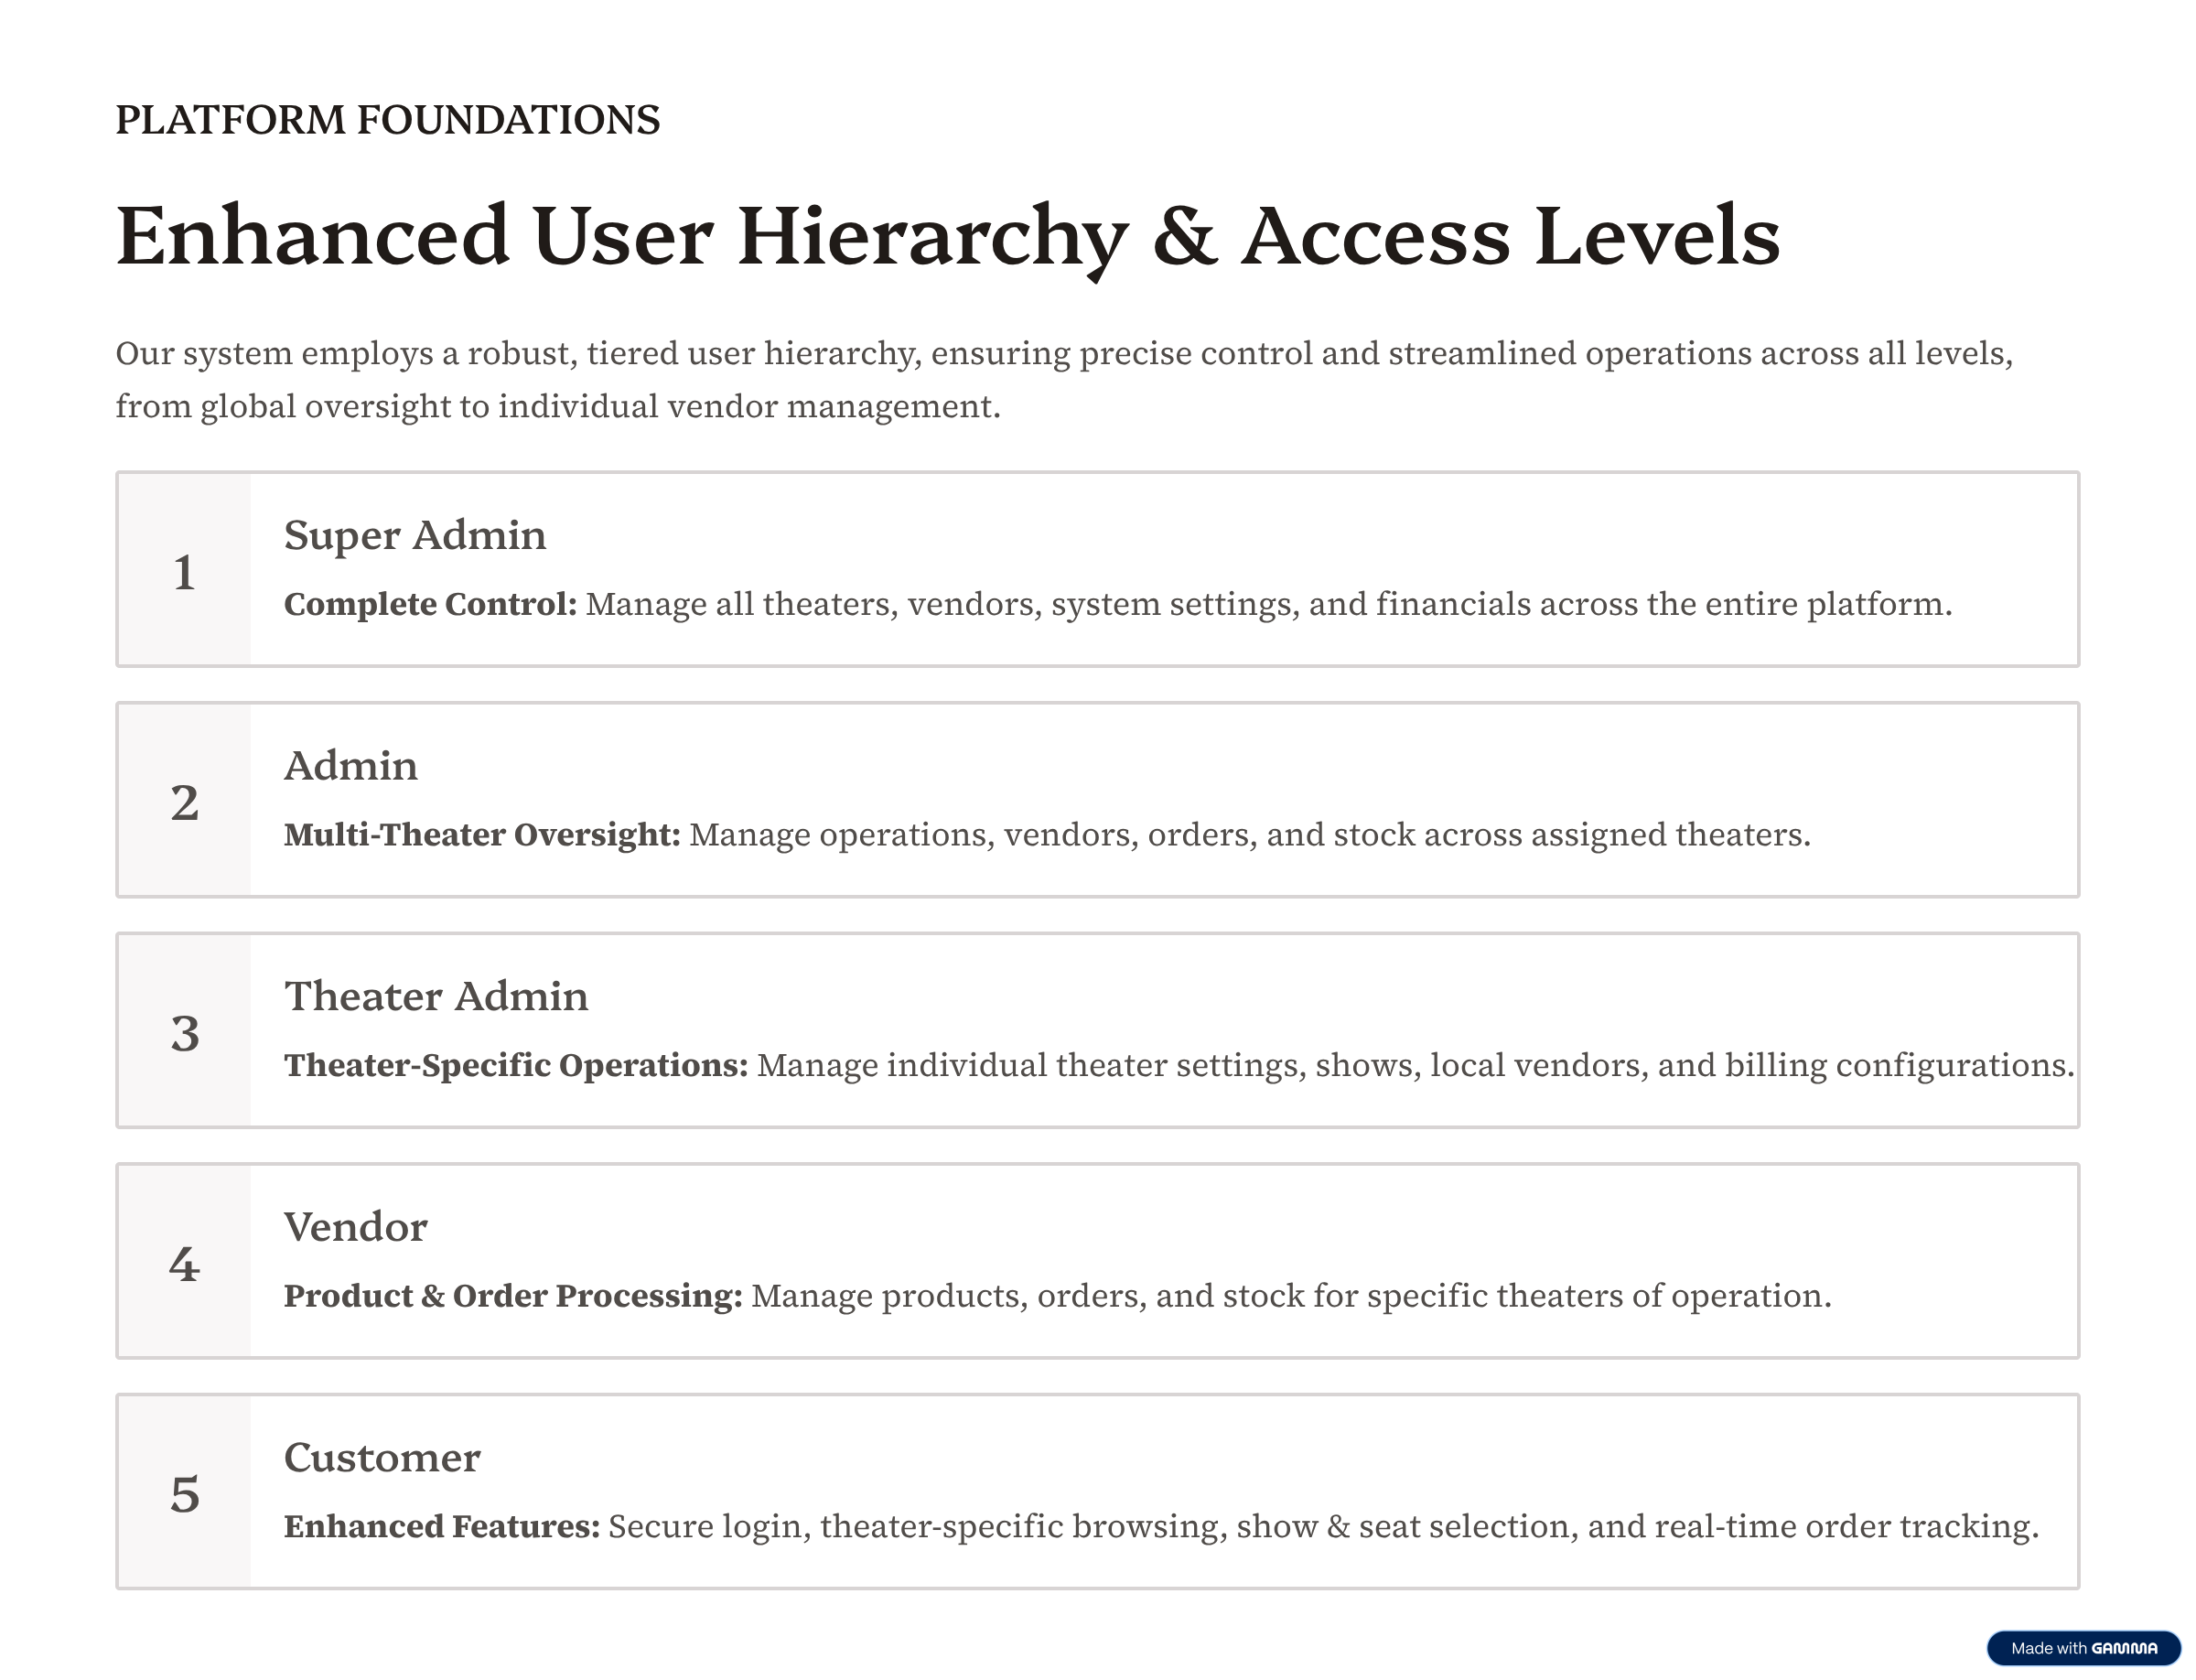 PLATFORM FOUNDATIONS
Enhanced User Hierarchy & Access Levels
Our system employs a robust, tiered user hierarchy, ensuring precise control and streamlined operations across all levels,
from global oversight to individual vendor management.
1
Super Admin
Complete Control: Manage all theaters, vendors, system settings, and financials across the entire platform.
2
Admin
Multi-Theater Oversight: Manage operations, vendors, orders, and stock across assigned theaters.
3
Theater Admin
Theater-Specific Operations: Manage individual theater settings, shows, local vendors, and billing configurations.
4
Vendor
Product & Order Processing: Manage products, orders, and stock for specific theaters of operation.
5
Customer
Enhanced Features: Secure login, theater-specific browsing, show & seat selection, and real-time order tracking.
Made with GAMMA